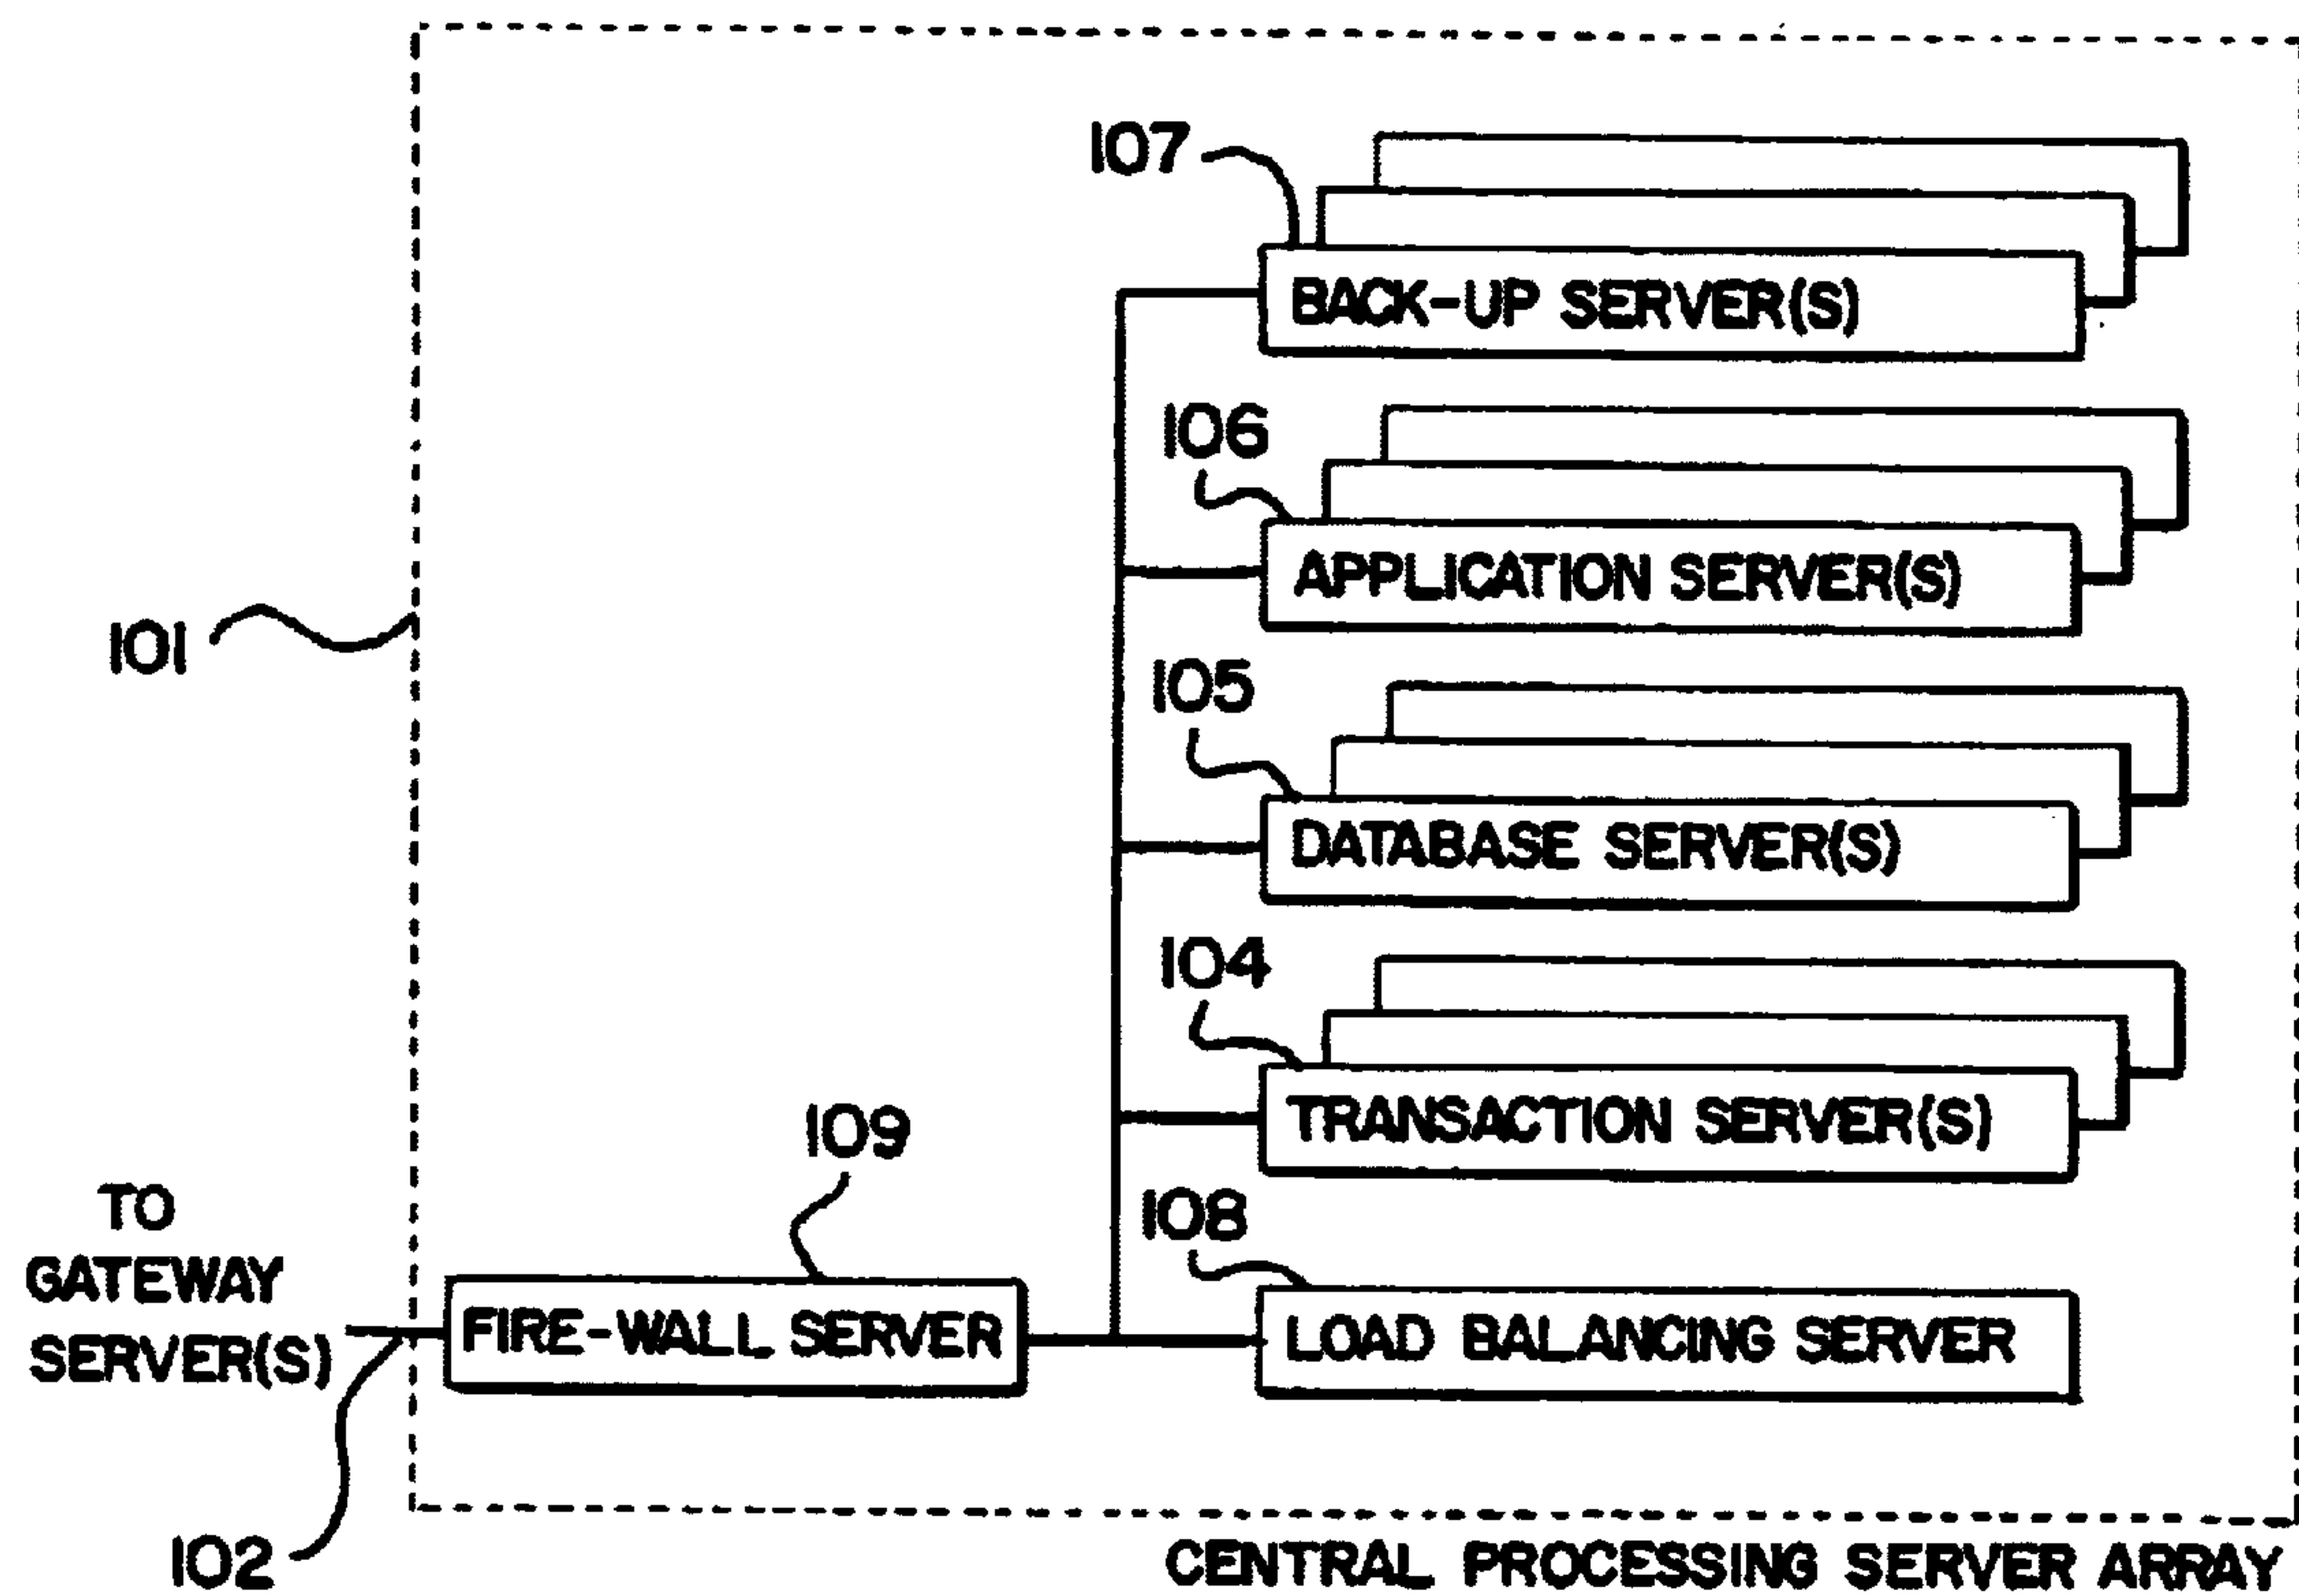 107
BACK-UP SERVER(S)
106
APPLICATION SERVER(S)
101
105
DATABASE SERVER(S)
104
TRANSACTION SERVER(S)
109
TO
GATEWAY
SERVER(S)
108
FIRE-WALL SERVER
LOAD BALANCING SERVER
102
CENTRAL PROCESSING SERVER ARRAY